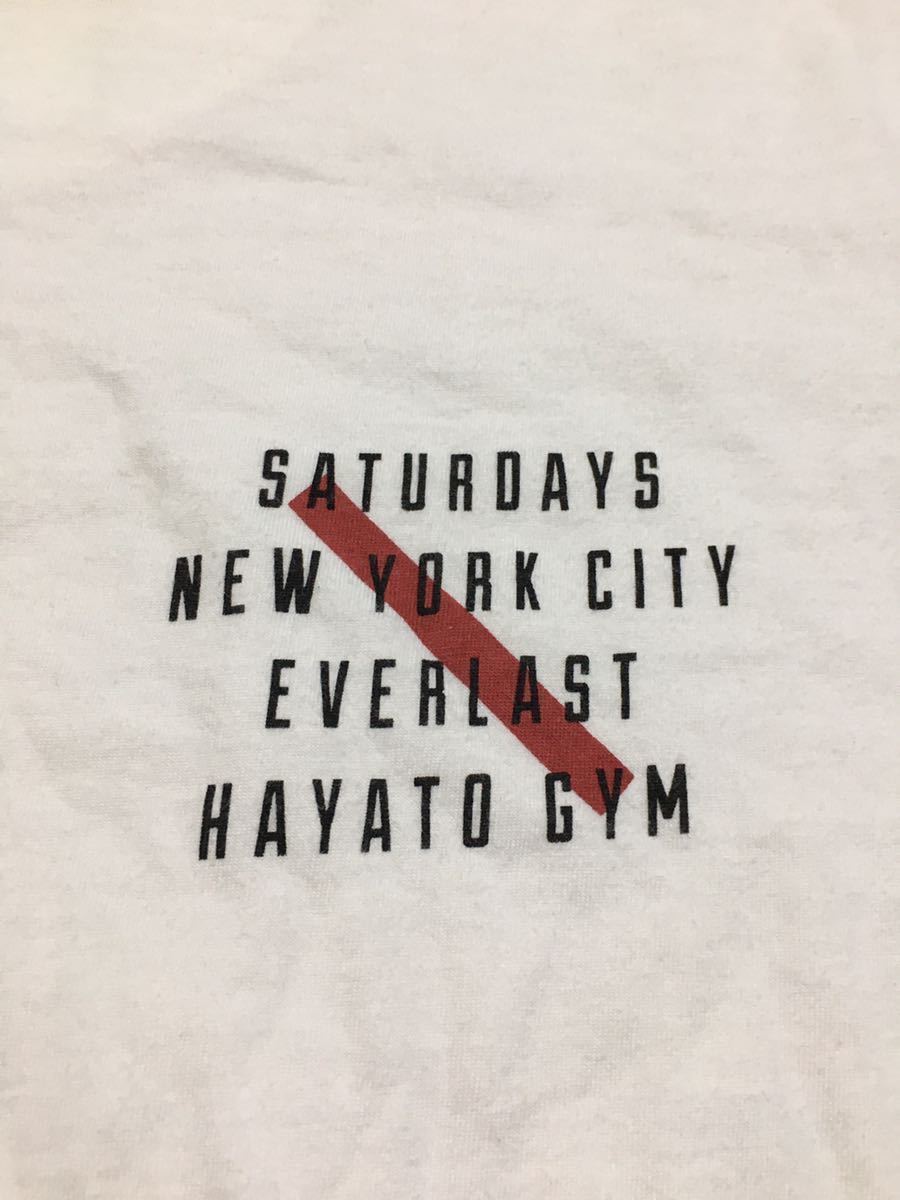 SATURDAYS
NEW YORK CITY
EVERLAST
HAYATO GYM